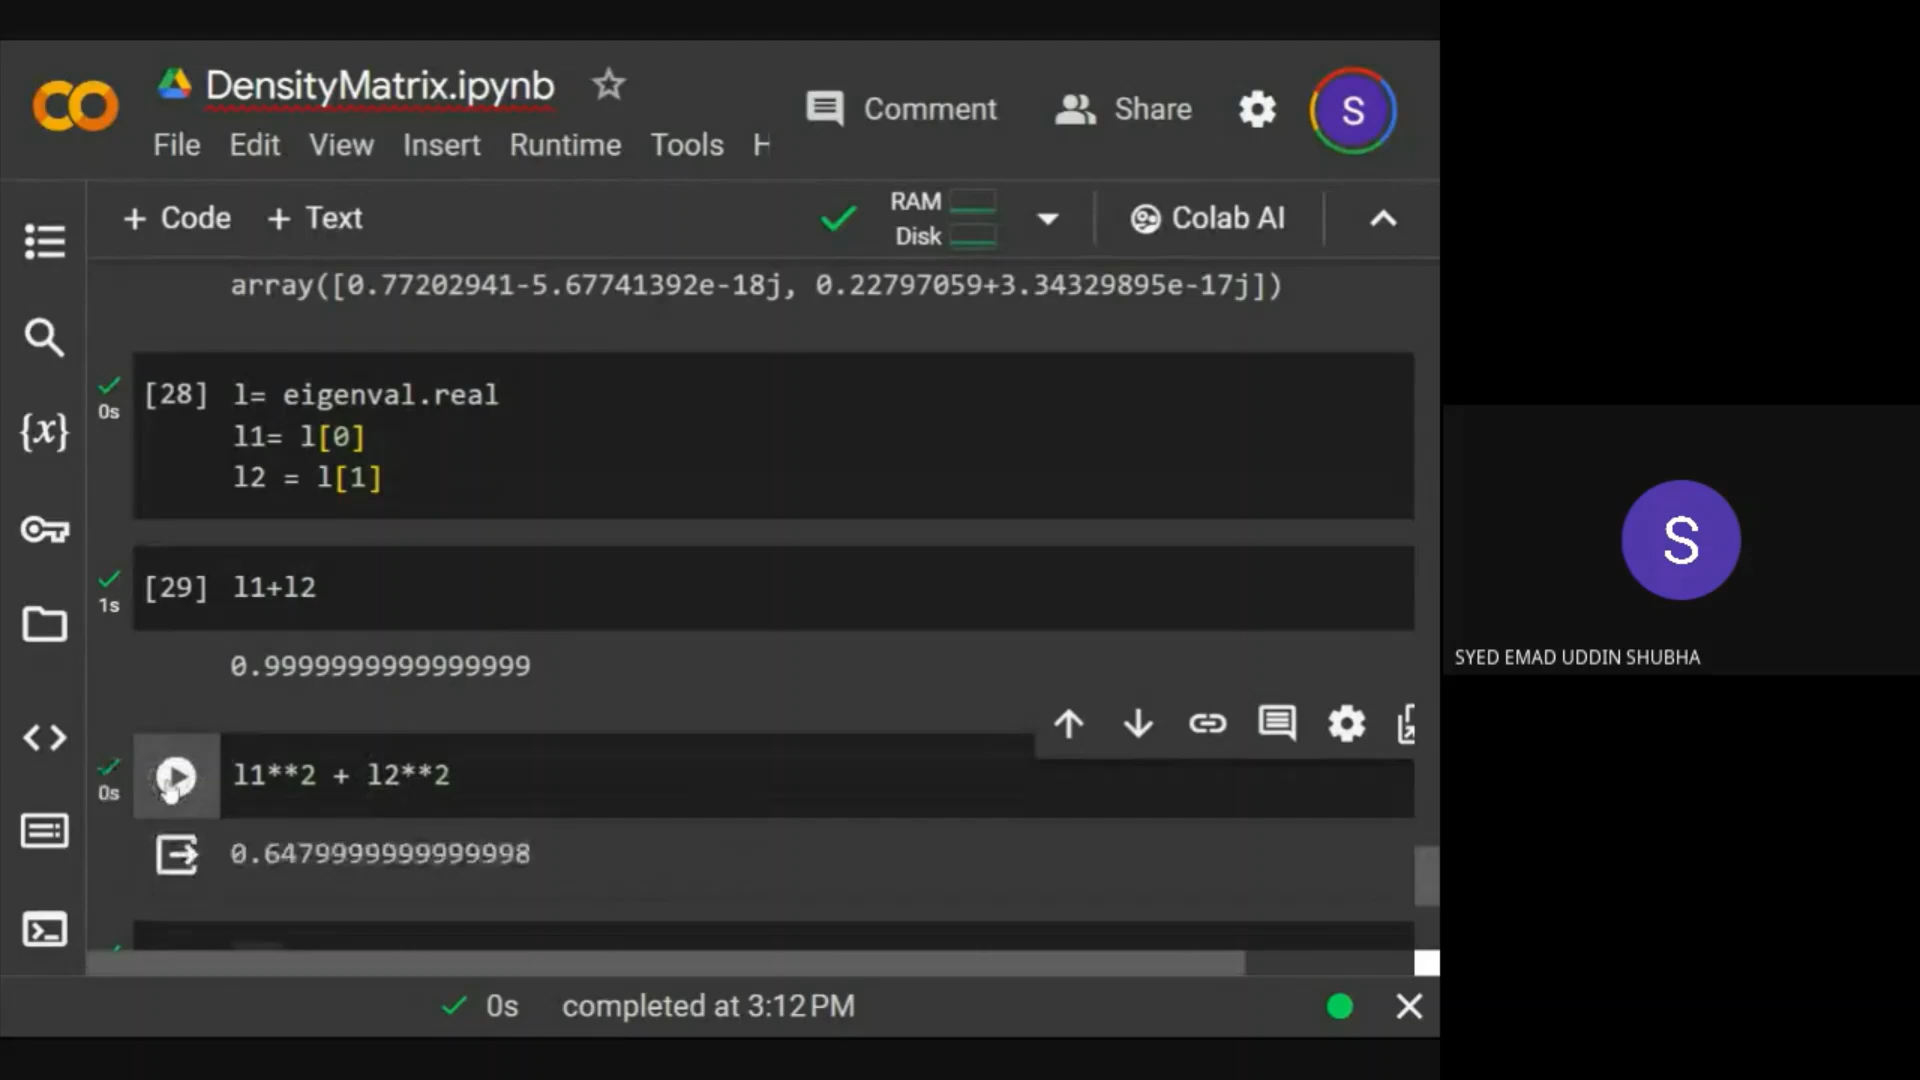 DensityMatrix.ipynb
Comment
Share
S
File Edit View Insert Runtime Tools H
+ Code + Text
RAM
Disk
Colab AI
array([0.77202941-5.67741392e-18j, 0.22797059+3.34329895e-17j])
[28] l= eigenval.real
0s
l1= l[0]
l2 = l[1]
{x}
[29] l1+l2
1s
0.9999999999999999
l1**2 + l2**2
0s
0.6479999999999998
0s completed at 3:12 PM
S
SYED EMAD UDDIN SHUBHA